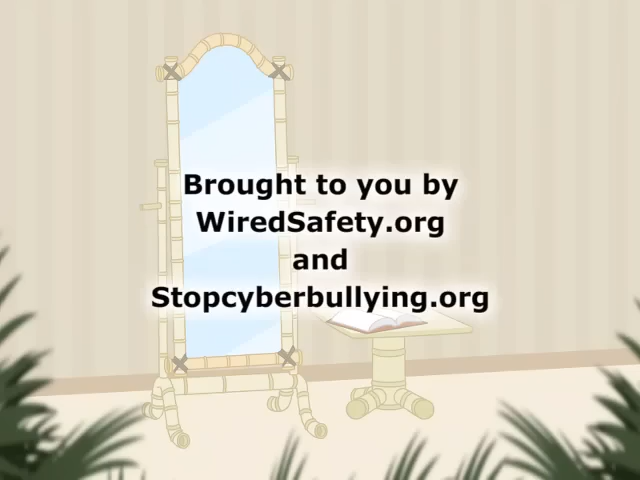 Brought to you by
WiredSafety.org
and
Stopcyberbullying.org